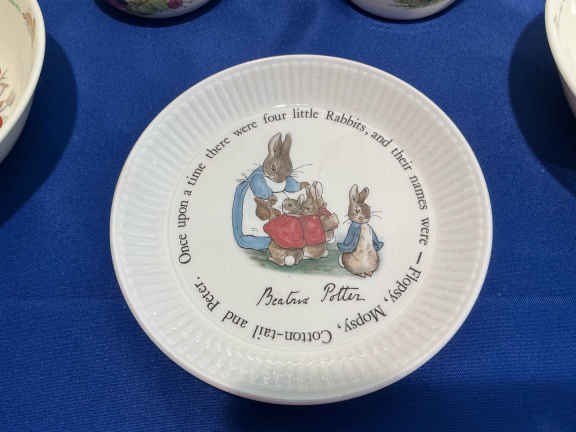 Once upon a time there were four little Rabbits, and their names were – Flopsy, Mopsy, Cotton-tail and Peter.
Beatrix Potter